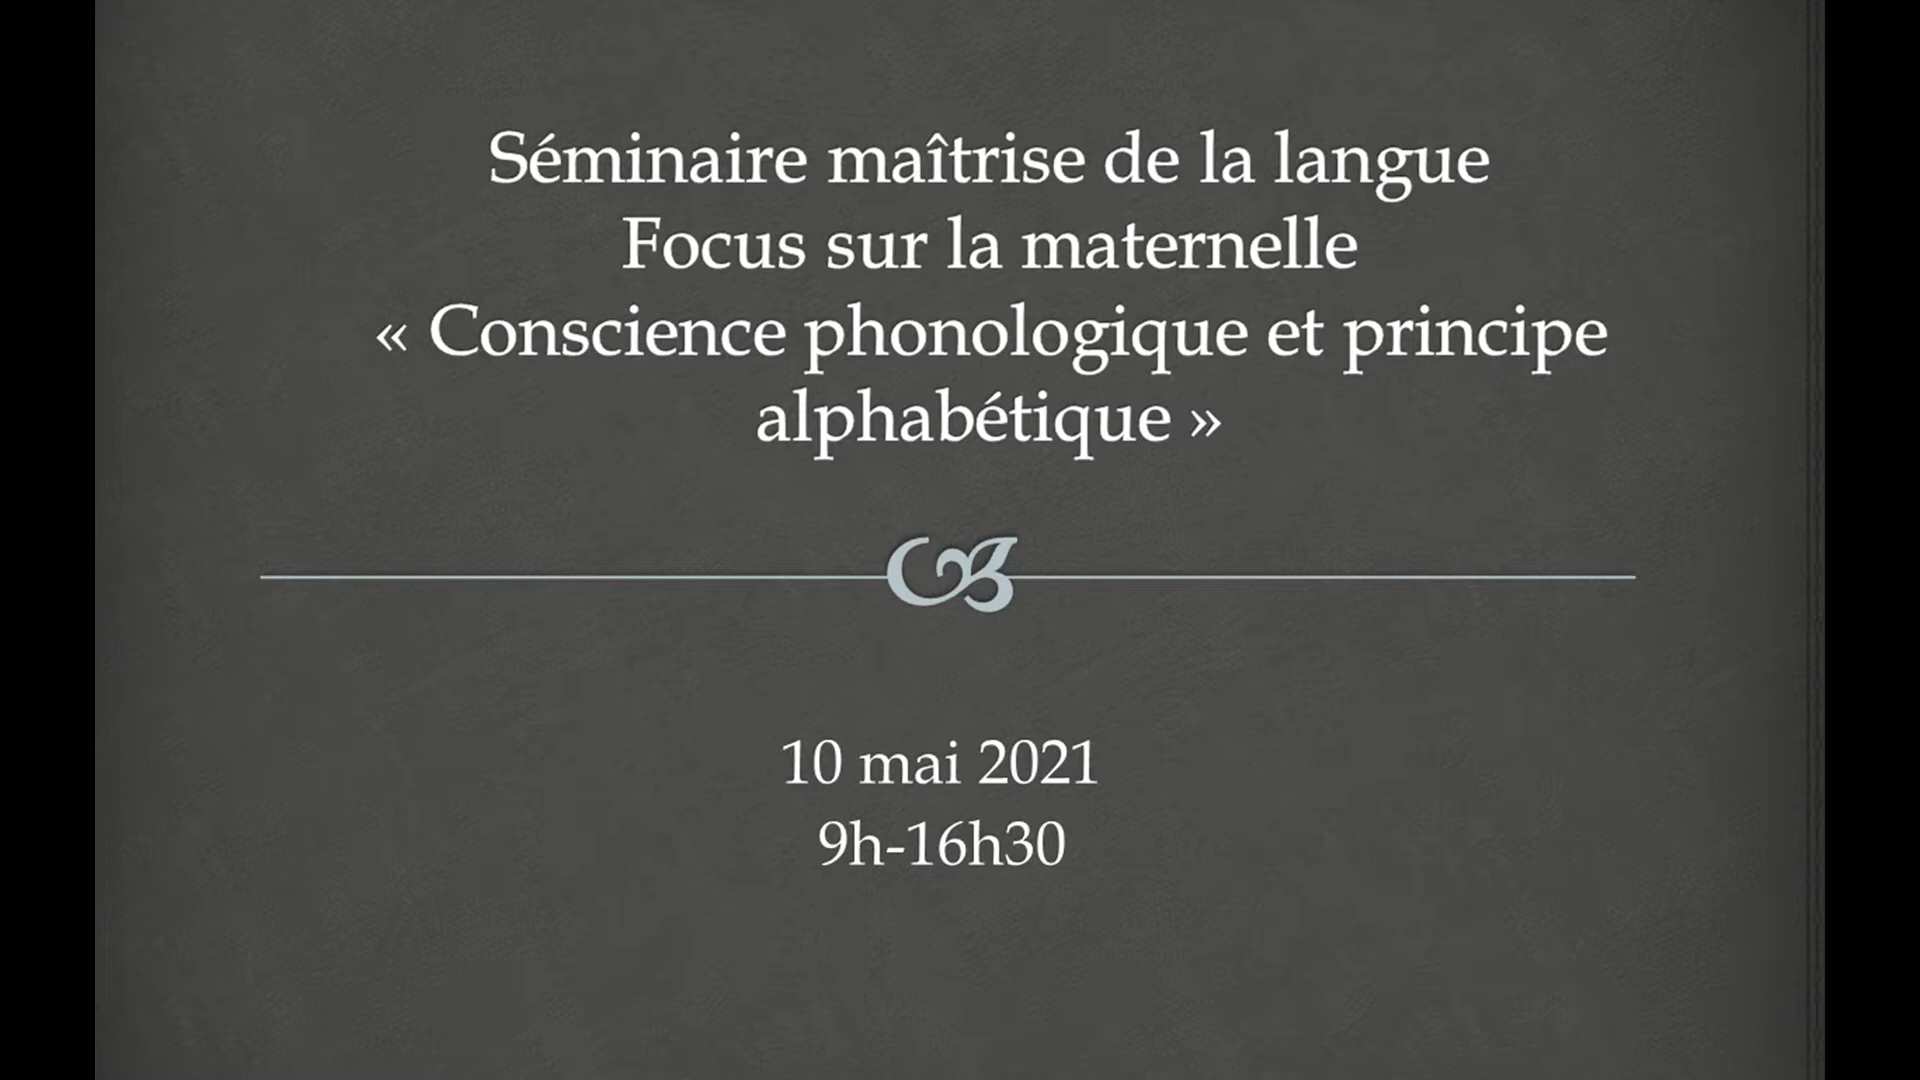 Séminaire maîtrise de la langue
Focus sur la maternelle
« Conscience phonologique et principe
alphabétique »
10 mai 2021
9h-16h30